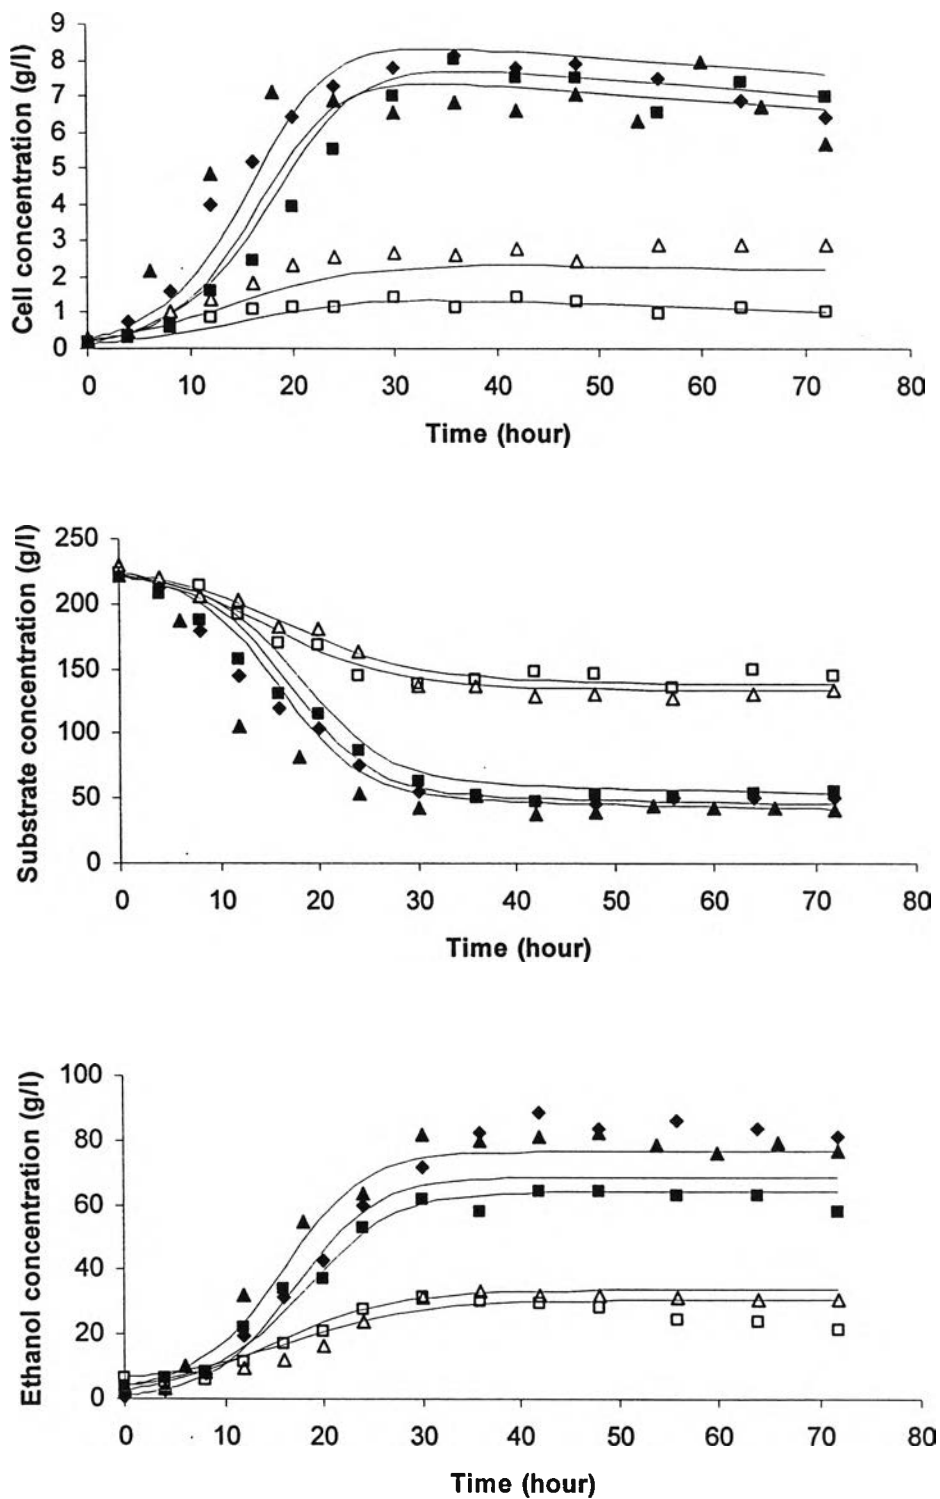 Cell concentration (g/l)
9
8
7
6
5
4
3
2
1
0
0 10 20 30 40 50 60 70 80
Time (hour)
Substrate concentration (g/l)
250
200
150
100
50
0
0 10 20 30 40 50 60 70 80
Time (hour)
Ethanol concentration (g/l)
100
80
60
40
20
0
0 10 20 30 40 50 60 70 80
Time (hour)